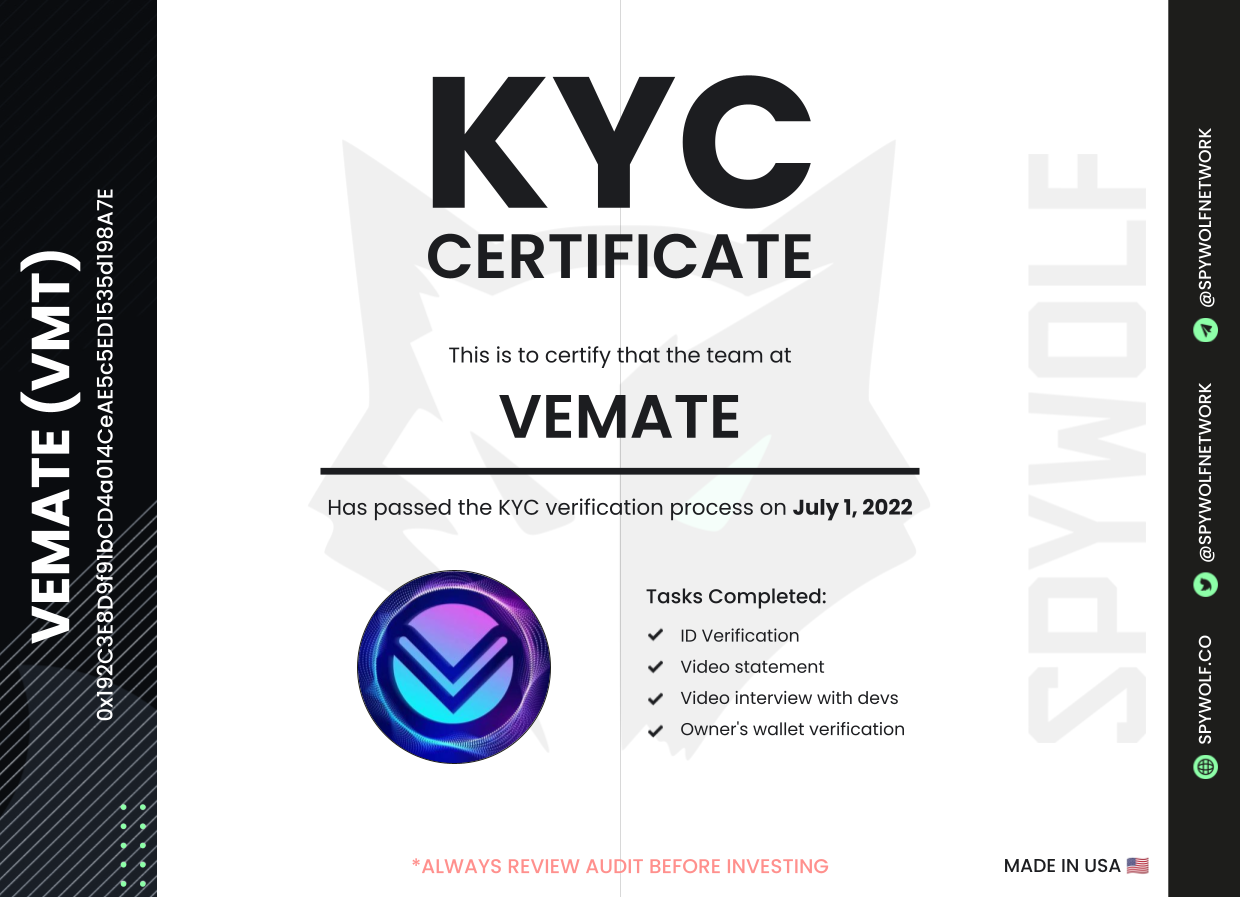 VEMATE (VMT)
0x192C3E8D9f91bCD4a014CeAE5c5ED1535d198A7E
KYC
CERTIFICATE
This is to certify that the team at
VEMATE
Has passed the KYC verification process on July 1, 2022
Tasks Completed:
ID Verification
Video statement
Video interview with devs
Owner's wallet verification
*ALWAYS REVIEW AUDIT BEFORE INVESTING
MADE IN USA 🇺🇸
SPYWOLF
SPYWOLF.CO
@SPYWOLFNETWORK
@SPYWOLFNETWORK